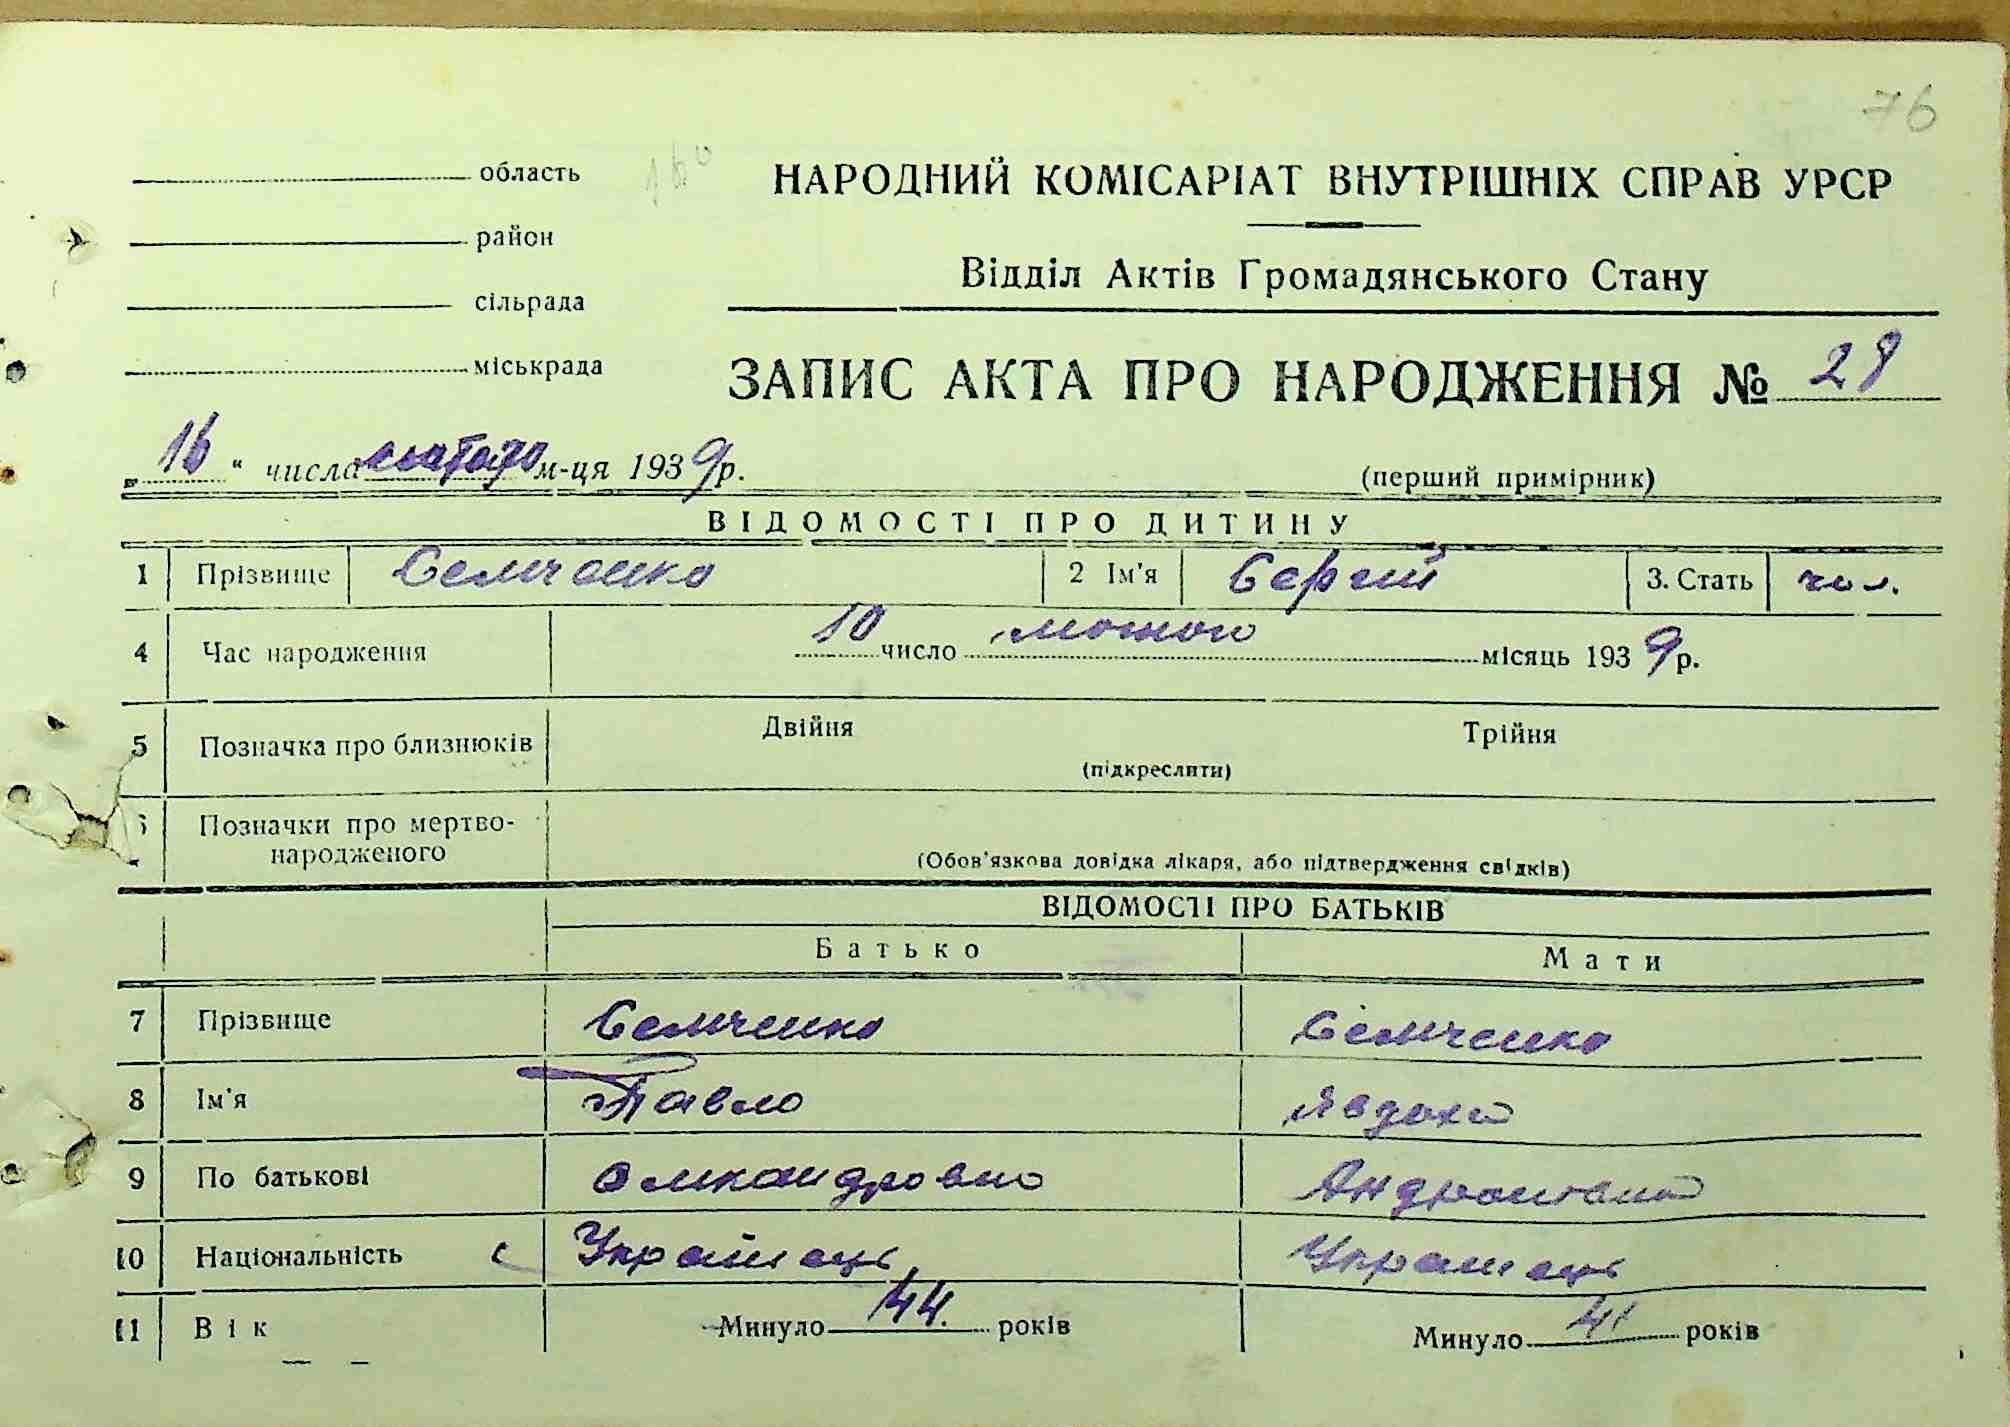 76
область
НАРОДНИЙ КОМІСАРІАТ ВНУТРІШНІХ СПРАВ УРСР
район
Відділ Актів Громадянського Стану
сільрада
міськрада
ЗАПИС АКТА ПРО НАРОДЖЕННЯ № 28
„16“ числа лютого м-ця 1939 р.
(перший примірник)
ВІДОМОСТІ ПРО ДИТИНУ
1 Прізвище Семченко 2 Ім'я Сергій 3. Стать чол.
4 Час народження 10 число лютого місяць 1939 р.
5 Позначка про близнюків Двійня Трійня
(підкреслити)
Позначки про мертво-
народженого
(Обов'язкова довідка лікаря, або підтвердження свідків)
ВІДОМОСТІ ПРО БАТЬКІВ
Батько Мати
7 Прізвище Семченко Семченко
8 Ім'я Павло Явдоха
9 По батькові
10 Національність Українець Українець
11 Вік Минуло 44. років Минуло 41 років